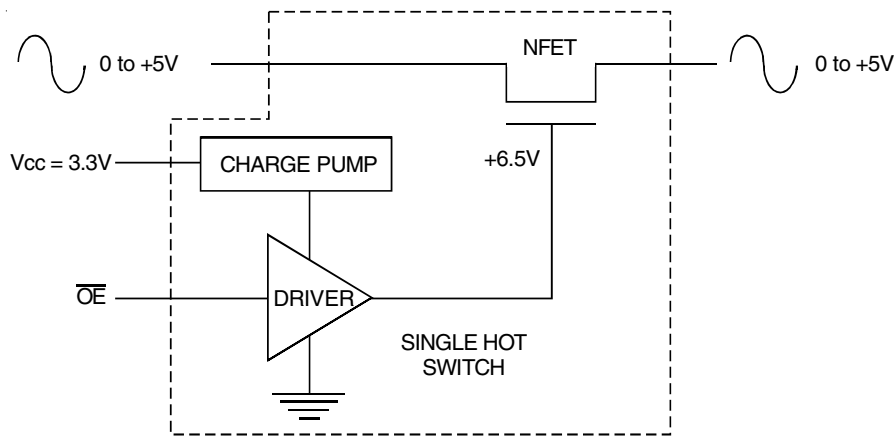 NFET
0 to +5V
0 to +5V
Vcc = 3.3V
CHARGE PUMP
+6.5V
OE
DRIVER
SINGLE HOT
SWITCH